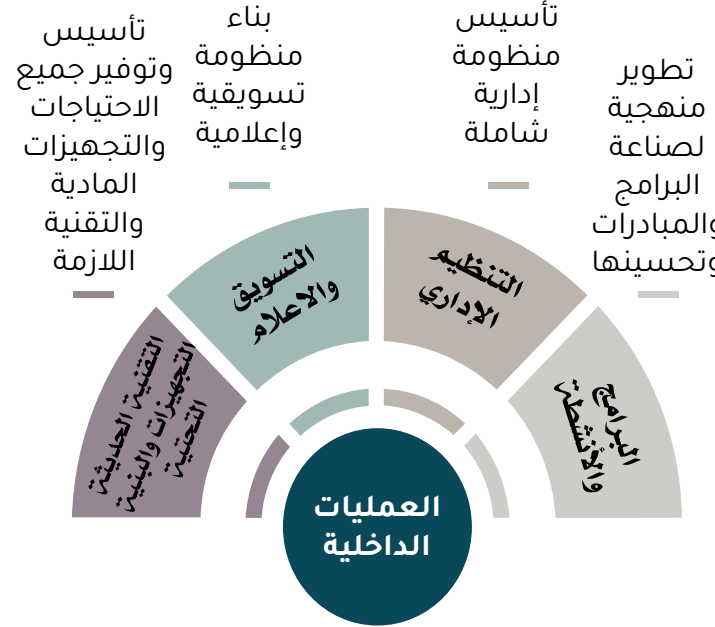 تطوير
منهجية
لصناعة
البرامج
والمبادرات
وتحسينها
تأسيس
منظومة
إدارية
شاملة
بناء
منظومة
تسويقية
وإعلامية
تأسيس
وتوفير جميع
الاحتياجات
والتجهيزات
المادية
والتقنية
اللازمة
البرامج
والأنشطة
التنظيم
الإداري
التسويق
والاعلام
التقنية الحديثة
التجهيزات والبنية
التحتية
العمليات
الداخلية